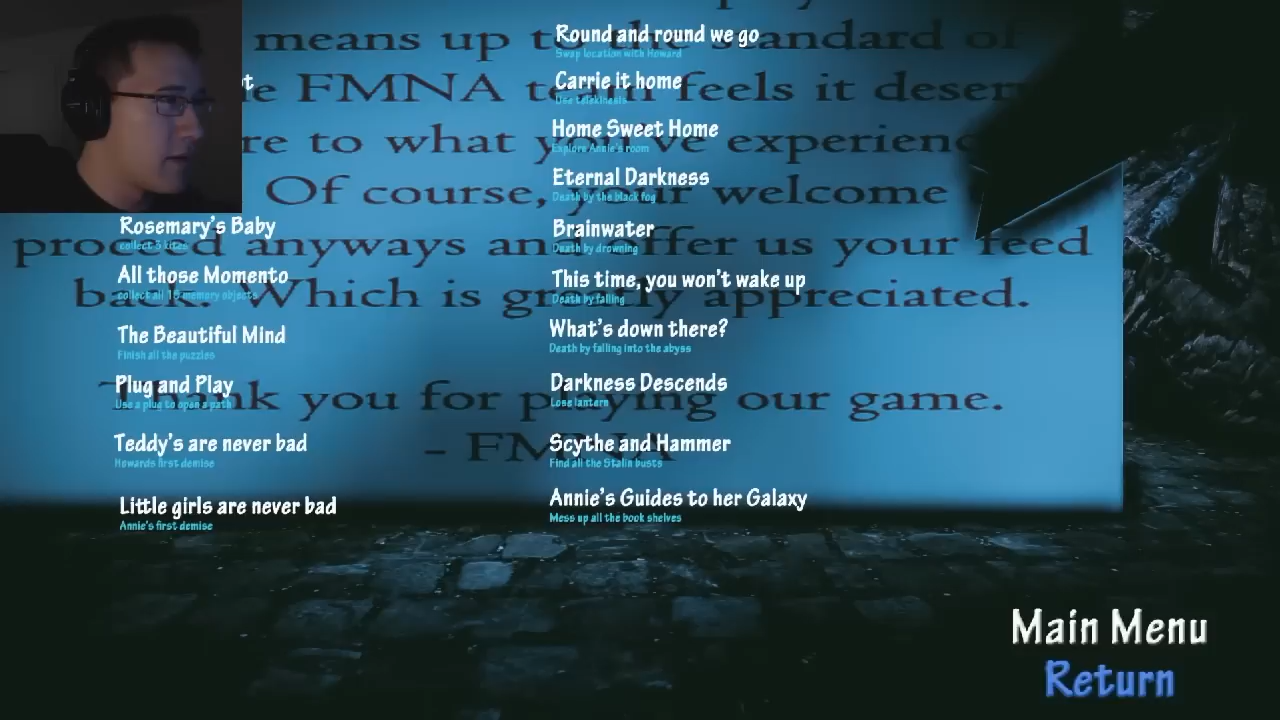 means up to the standard of
FMNA team feels it deser
re to what you've experienc
Of course, your welcome
proceed anyways and offer us your feed
back. Which is greatly appreciated.
Thank you for playing our game.
- FMNA
Rosemary's Baby
collect 3 kites
All those Momento
collect all 15 memory objects
The Beautiful Mind
Finish all the puzzles
Plug and Play
Use a plug to open a path
Teddy's are never bad
Howards first demise
Little girls are never bad
Annie's first demise
Round and round we go
Swap location with Howard
Carrie it home
Use telekinesis
Home Sweet Home
Explore Annie's room
Eternal Darkness
Death by the black fog
Brainwater
Death by drowning
This time, you won't wake up
Death by falling
What's down there?
Death by falling into the abyss
Darkness Descends
Lose lantern
Scythe and Hammer
Find all the Stalin busts
Annie's Guides to her Galaxy
Mess up all the book shelves
Main Menu
Return